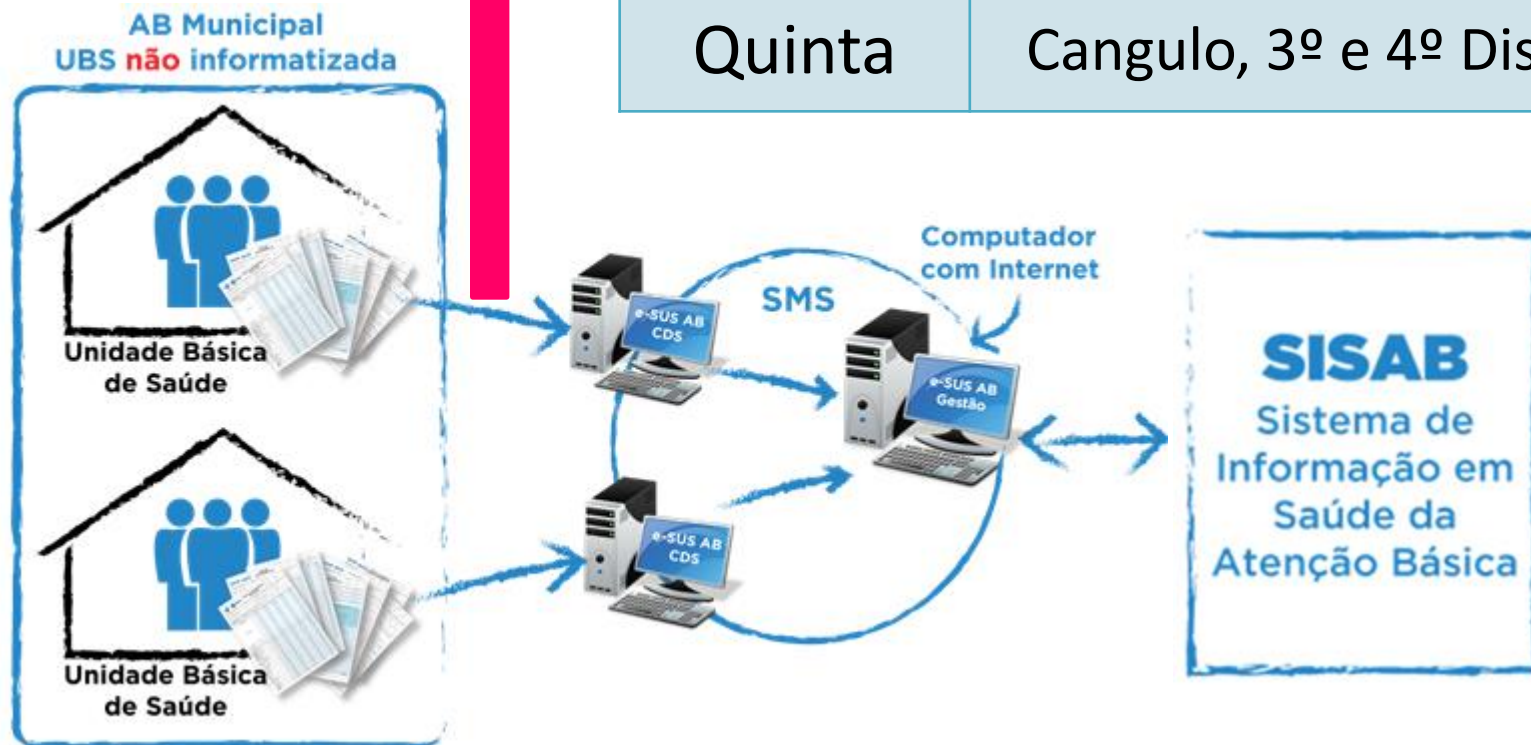 AB Municipal
UBS não informatizada
Quinta
Cangulo, 3º e 4º
Unidade Básica
de Saúde
e-SUS AB
CDS
SMS
Computador
com Internet
e-SUS AB
Gestão
Unidade Básica
de Saúde
e-SUS AB
CDS
SISAB
Sistema de
Informação em
Saúde da
Atenção Básica